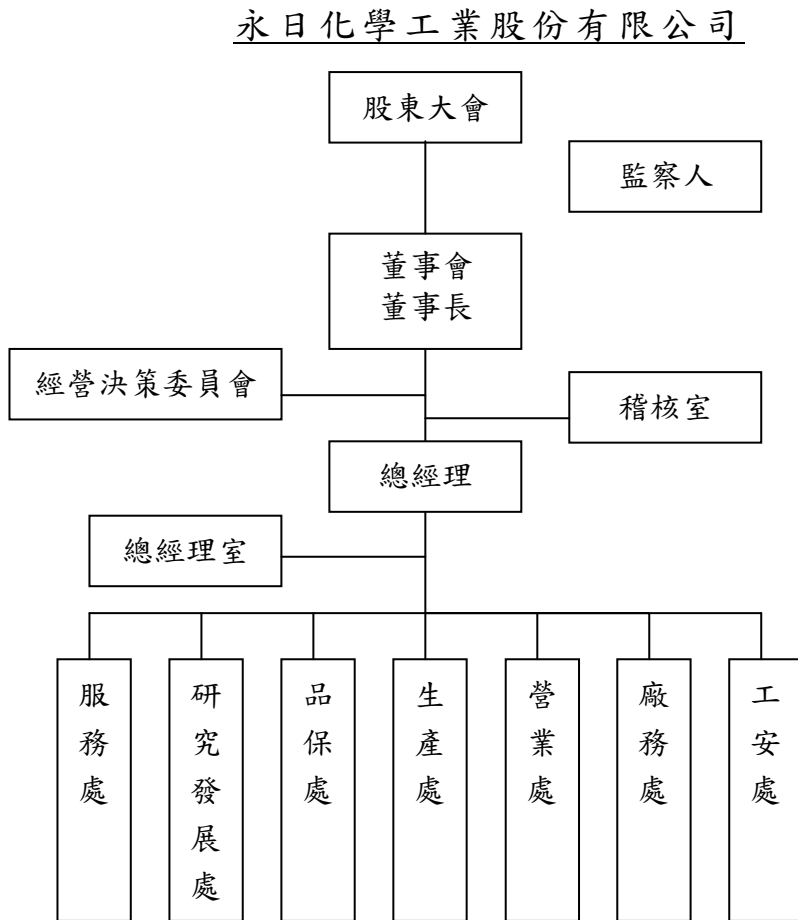 永日化學工業股份有限公司
股東大會
監察人
董事會
董事長
經營決策委員會
稽核室
總經理
總經理室
服務處
研究發展處
品保處
生產處
營業處
廠務處
工安處